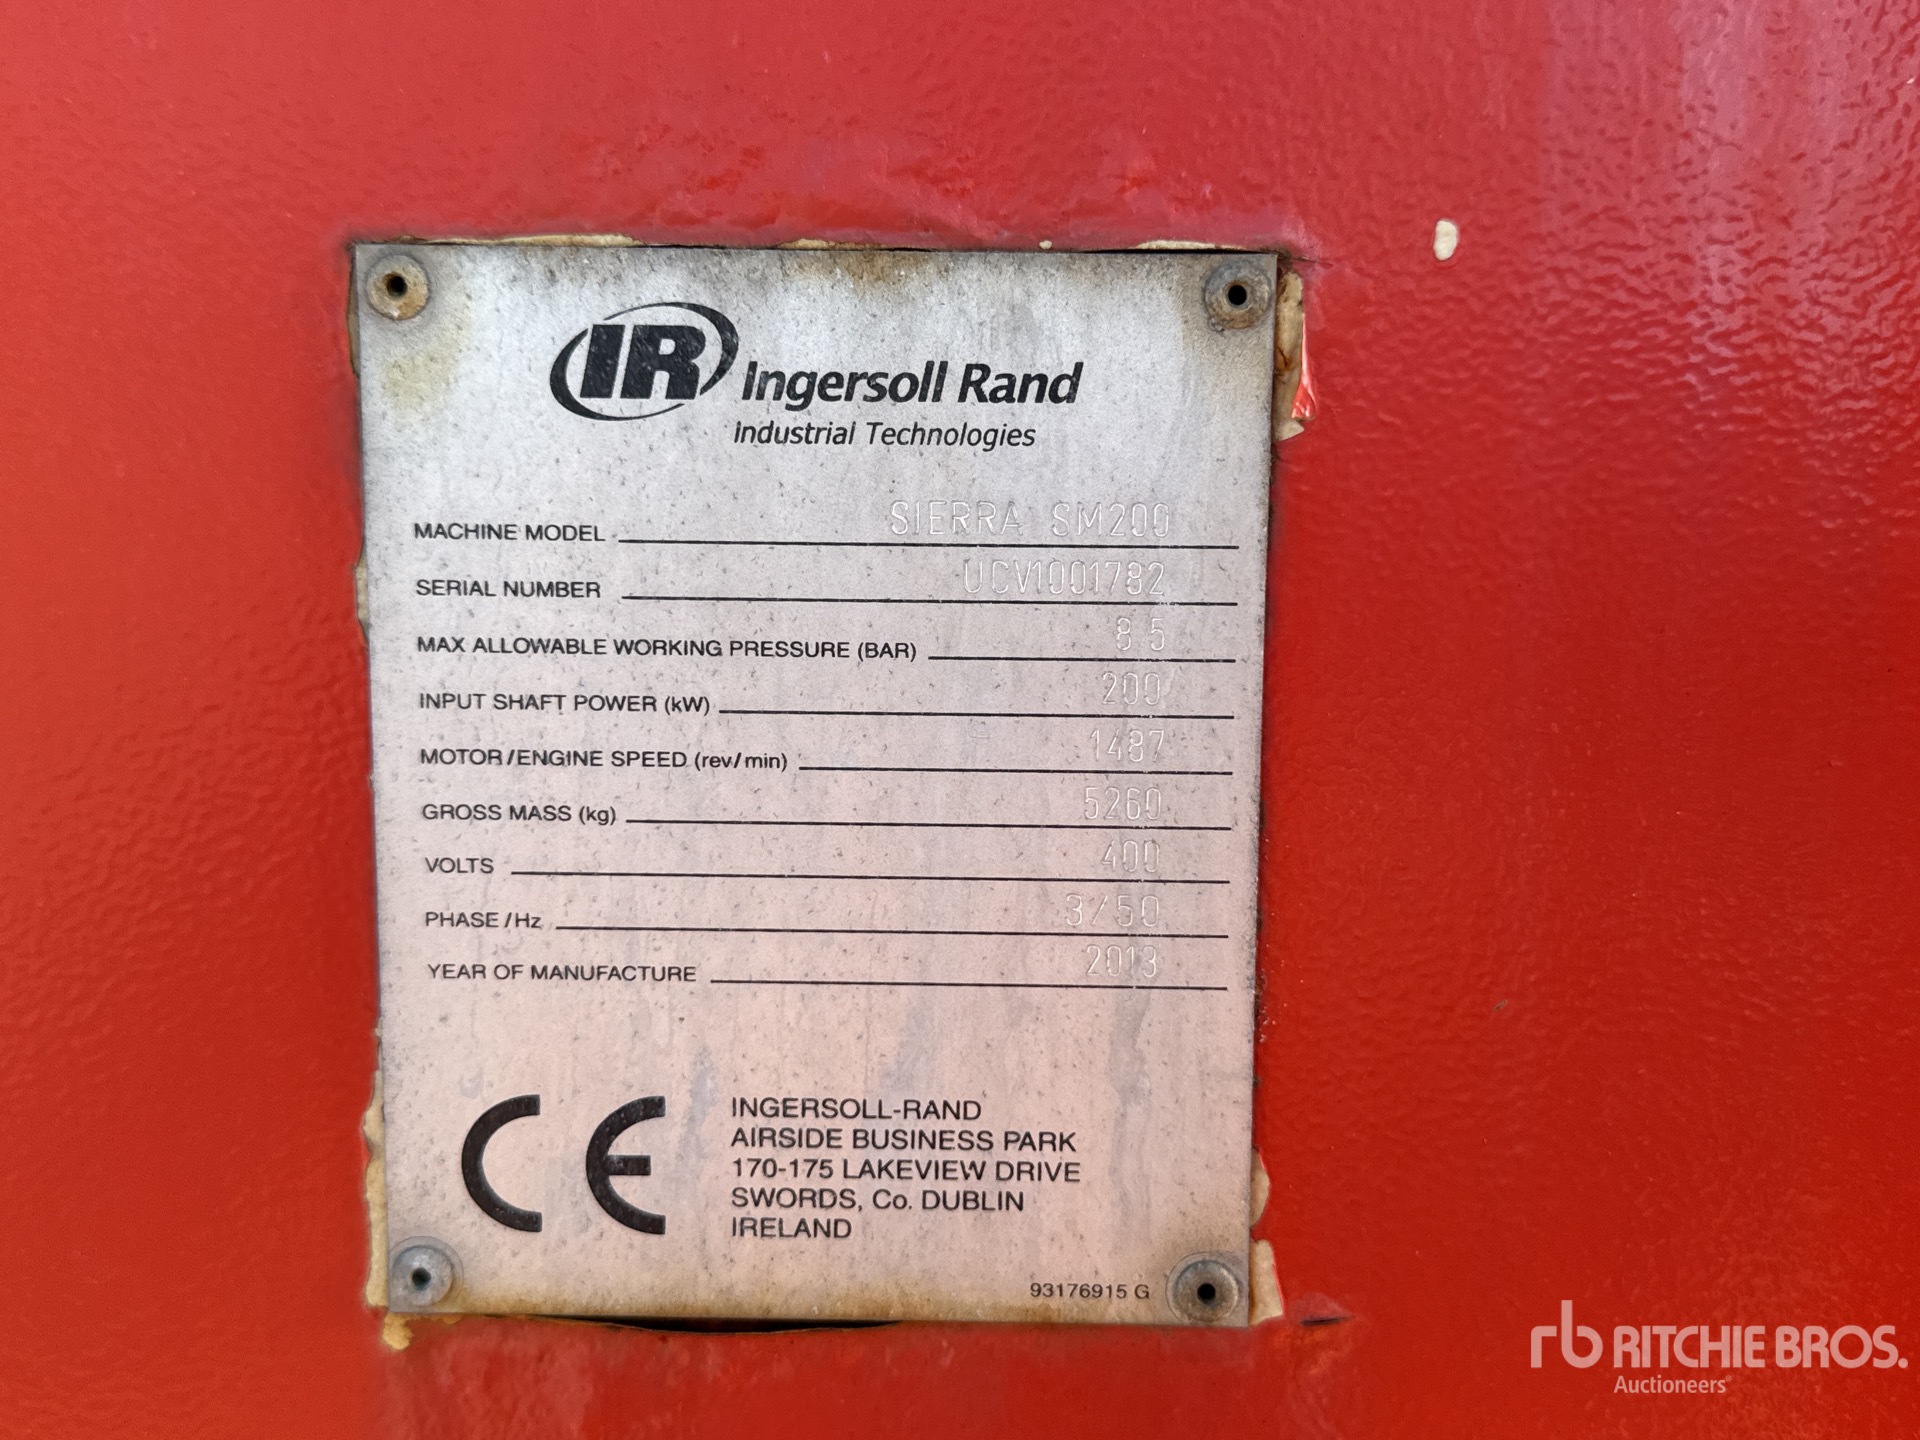 IR Ingersoll Rand
Industrial Technologies
MACHINE MODEL SIERRA SM200
SERIAL NUMBER UCV1001782
MAX ALLOWABLE WORKING PRESSURE (BAR) 8.5
INPUT SHAFT POWER (kW) 200
MOTOR/ENGINE SPEED (rev/min) 1487
GROSS MASS (kg) 5260
VOLTS 400
PHASE/Hz 3/50
YEAR OF MANUFACTURE 2013
CE
INGERSOLL-RAND
AIRSIDE BUSINESS PARK
170-175 LAKEVIEW DRIVE
SWORDS, Co. DUBLIN
IRELAND
93176915 G
rb RITCHIE BROS.
Auctioneers